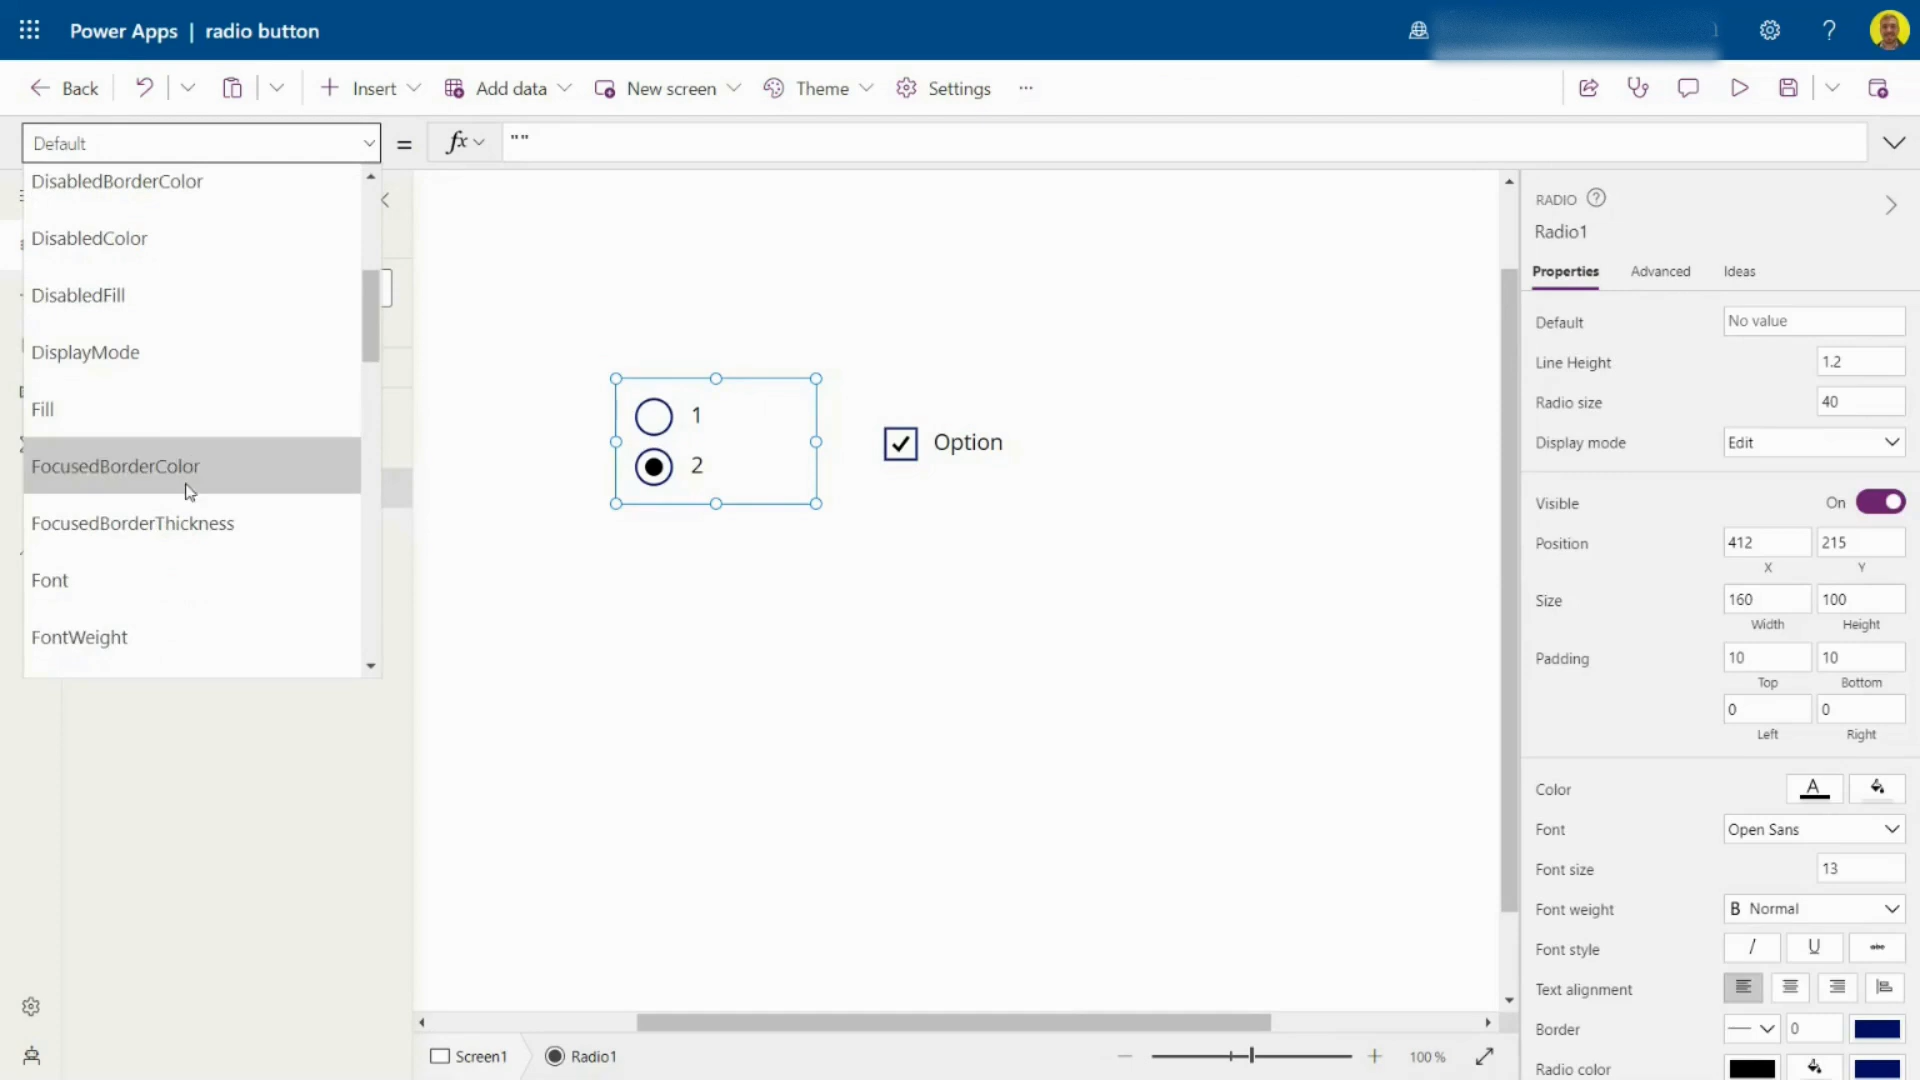 Power Apps | radio button
Back
Insert
Add data
New screen
Theme
Settings
Default
=
fx
""
DisabledBorderColor
DisabledColor
DisabledFill
DisplayMode
Fill
FocusedBorderColor
FocusedBorderThickness
Font
FontWeight
1
2
Option
RADIO
Radio1
Properties
Advanced
Ideas
Default
No value
Line Height
1.2
Radio size
40
Display mode
Edit
Visible
On
Position
412
215
X
Y
Size
160
100
Width
Height
Padding
10
10
Top
Bottom
0
0
Left
Right
Color
A
Font
Open Sans
Font size
13
Font weight
B Normal
Font style
/
U
abc
Text alignment
Border
0
Radio color
Screen1
Radio1
100 %